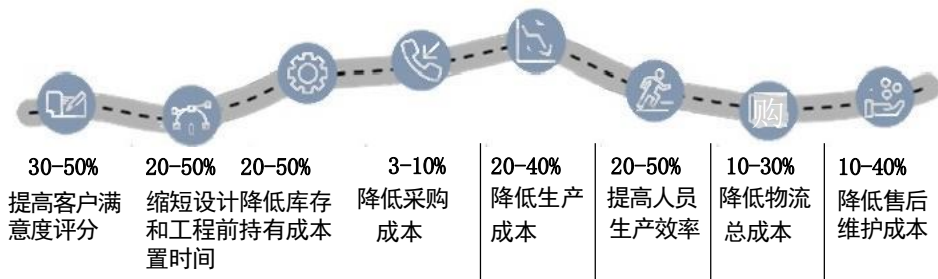 购
30-50%
提高客户满
意度评分
20-50%
缩短设计
和工程前
置时间
20-50%
降低库存
持有成本
3-10%
降低采购
成本
20-40%
降低生产
成本
20-50%
提高人员
生产效率
10-30%
降低物流
总成本
10-40%
降低售后
维护成本